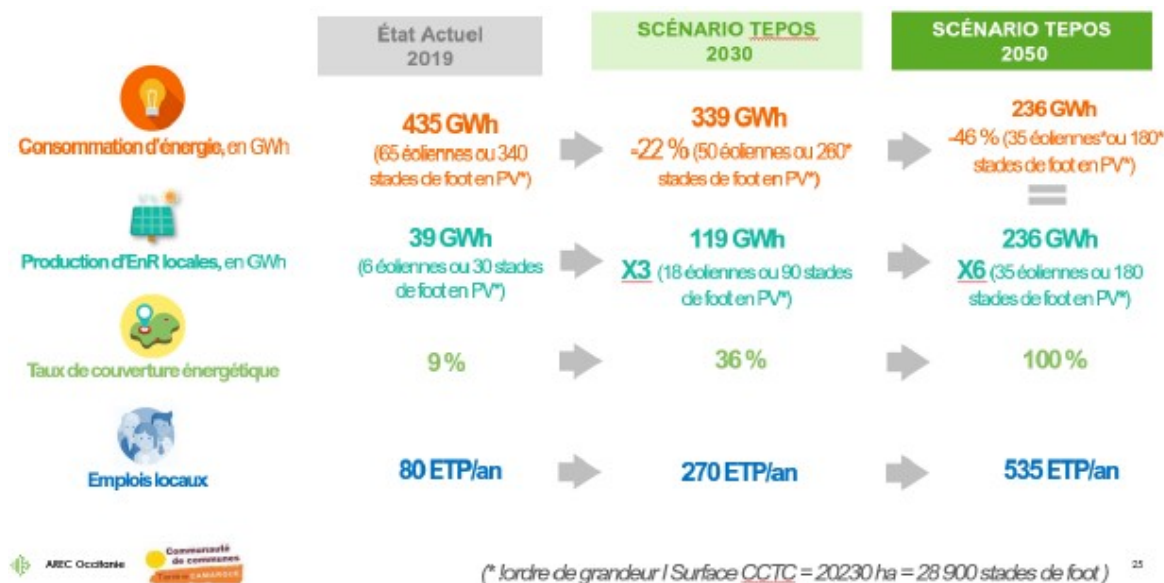 État Actuel
2019
SCÉNARIO TEPOS
2030
SCÉNARIO TEPOS
2050
Consommation d'énergie, en GWh
435 GWh
(65 éoliennes ou 340
stades de foot en PV*)
339 GWh
-22 % (50 éoliennes ou 260*
stades de foot en PV*)
236 GWh
-46 % (35 éoliennes*ou 180*
stades de foot en PV*)
Production d'EnR locales, en GWh
39 GWh
(6 éoliennes ou 30 stades
de foot en PV*)
119 GWh
X3 (18 éoliennes ou 90 stades
de foot en PV*)
236 GWh
X6 (35 éoliennes ou 180
stades de foot en PV*)
Taux de couverture énergétique
9 %
36 %
100 %
Emplois locaux
80 ETP/an
270 ETP/an
535 ETP/an
AREC Occitanie
Communauté
de communes
Terre de CAMARGUE
(* !ordre de grandeur / Surface CCTC = 20230 ha = 28 900 stades de foot )
25